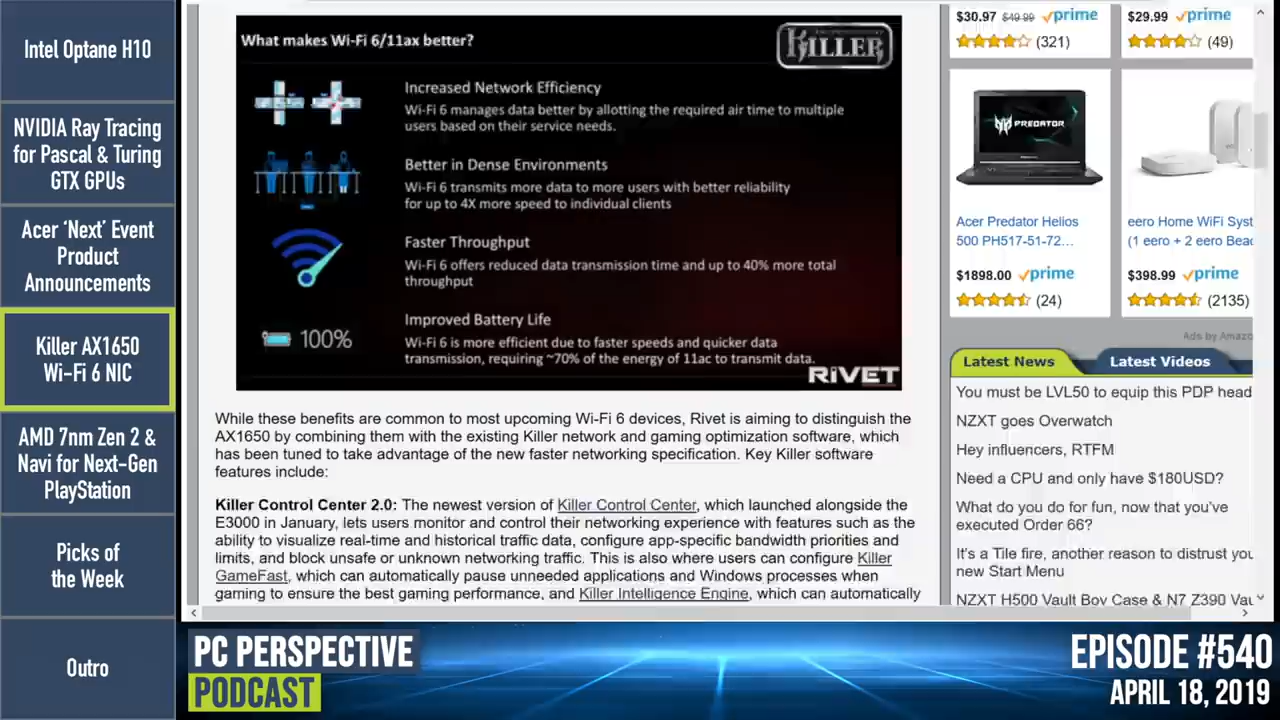 Intel Optane H10
NVIDIA Ray Tracing
for Pascal & Turing
GTX GPUs
Acer ‘Next’ Event
Product
Announcements
Killer AX1650
Wi-Fi 6 NIC
AMD 7nm Zen 2 &
Navi for Next-Gen
PlayStation
Picks of
the Week
Outro
What makes Wi-Fi 6/11ax better?
KILLER
Increased Network Efficiency
Wi-Fi 6 manages data better by allotting the required air time to multiple
users based on their service needs.
Better in Dense Environments
Wi-Fi 6 transmits more data to more users with better reliability
for up to 4X more speed to individual clients
Faster Throughput
Wi-Fi 6 offers reduced data transmission time and up to 40% more total
throughput
100%
Improved Battery Life
Wi-Fi 6 is more efficient due to faster speeds and quicker data
transmission, requiring ~70% of the energy of 11ac to transmit data.
RIVET
While these benefits are common to most upcoming Wi-Fi 6 devices, Rivet is aiming to distinguish the
AX1650 by combining them with the existing Killer network and gaming optimization software, which
has been tuned to take advantage of the new faster networking specification. Key Killer software
features include:
Killer Control Center 2.0: The newest version of Killer Control Center, which launched alongside the
E3000 in January, lets users monitor and control their networking experience with features such as the
ability to visualize real-time and historical traffic data, configure app-specific bandwidth priorities and
limits, and block unsafe or unknown networking traffic. This is also where users can configure Killer
GameFast, which can automatically pause unneeded applications and Windows processes when
gaming to ensure the best gaming performance, and Killer Intelligence Engine, which can automatically
$30.97 $49.99 prime
(321)
$29.99 prime
(49)
PREDATOR
Acer Predator Helios
500 PH517-51-72...
$1898.00 prime
(24)
eero Home WiFi Syst
(1 eero + 2 eero Beac
$398.99 prime
(2135)
Ads by Amazo
Latest News
Latest Videos
You must be LVL50 to equip this PDP head
NZXT goes Overwatch
Hey influencers, RTFM
Need a CPU and only have $180USD?
What do you do for fun, now that you've
executed Order 66?
It's a Tile fire, another reason to distrust you
new Start Menu
NZXT H500 Vault Boy Case & N7 Z390 Vau
PC PERSPECTIVE
PODCAST
EPISODE #540
APRIL 18, 2019